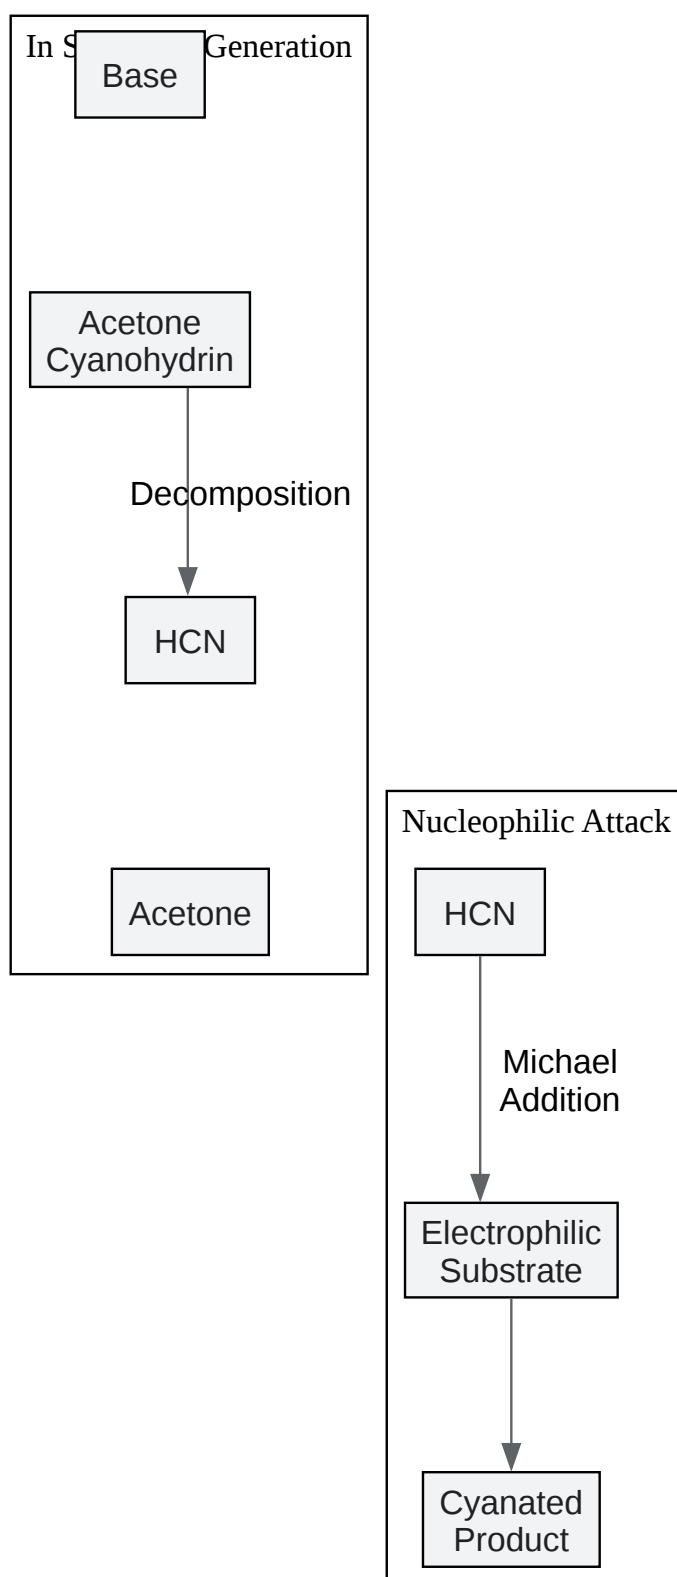 In S Generation
Base
Acetone
Cyanohydrin
Decomposition
HCN
Acetone
Nucleophilic Attack
HCN
Michael
Addition
Electrophilic
Substrate
Cyanated
Product